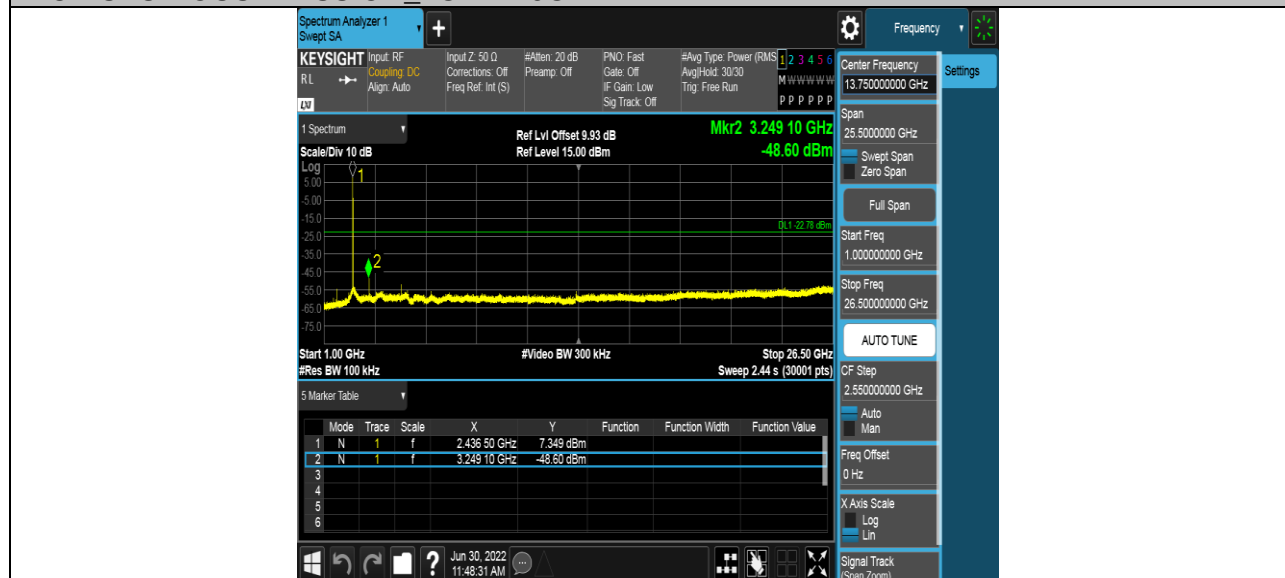 Spectrum Analyzer 1
Swept SA
Frequency
KEYSIGHT
RL
LXI
Input: RF
Coupling: DC
Align: Auto
Input Z: 50 Ω
Corrections: Off
Freq Ref: Int (S)
#Atten: 20 dB
Preamp: Off
PNO: Fast
Gate: Off
IF Gain: Low
Sig Track: Off
#Avg Type: Power (RMS
Avg|Hold: 30/30
Trig: Free Run
1 2 3 4 5 6
M W W W W W
P P P P P P
Center Frequency
13.750000000 GHz
Settings
Span
25.5000000 GHz
Swept Span
Zero Span
Full Span
Start Freq
1.000000000 GHz
Stop Freq
26.500000000 GHz
AUTO TUNE
CF Step
2.550000000 GHz
Auto
Man
Freq Offset
0 Hz
X Axis Scale
Log
Lin
Signal Track
(Span Zoom)
1 Spectrum
Scale/Div 10 dB
Ref Lvl Offset 9.93 dB
Ref Level 15.00 dBm
Mkr2 3.249 10 GHz
-48.60 dBm
Log
1
5.00
-5.00
-15.0
DL1 -22.78 dBm
-25.0
-35.0
2
-45.0
-55.0
-65.0
-75.0
Start 1.00 GHz
#Video BW 300 kHz
Stop 26.50 GHz
#Res BW 100 kHz
Sweep 2.44 s (30001 pts)
5 Marker Table
Mode Trace Scale X Y Function Function Width Function Value
1 N 1 f 2.436 50 GHz 7.349 dBm
2 N 1 f 3.249 10 GHz -48.60 dBm
3
4
5
6
?
Jun 30, 2022
11:48:31 AM